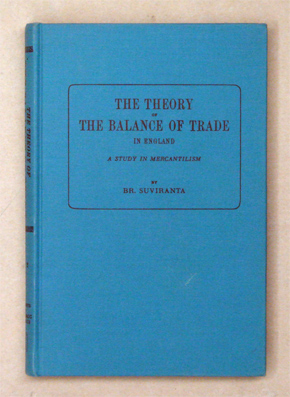 THE THEORY
OF
THE BALANCE OF TRADE
IN ENGLAND
A STUDY IN MERCANTILISM
BY
BR. SUVIRANTA
THE THEORY OF